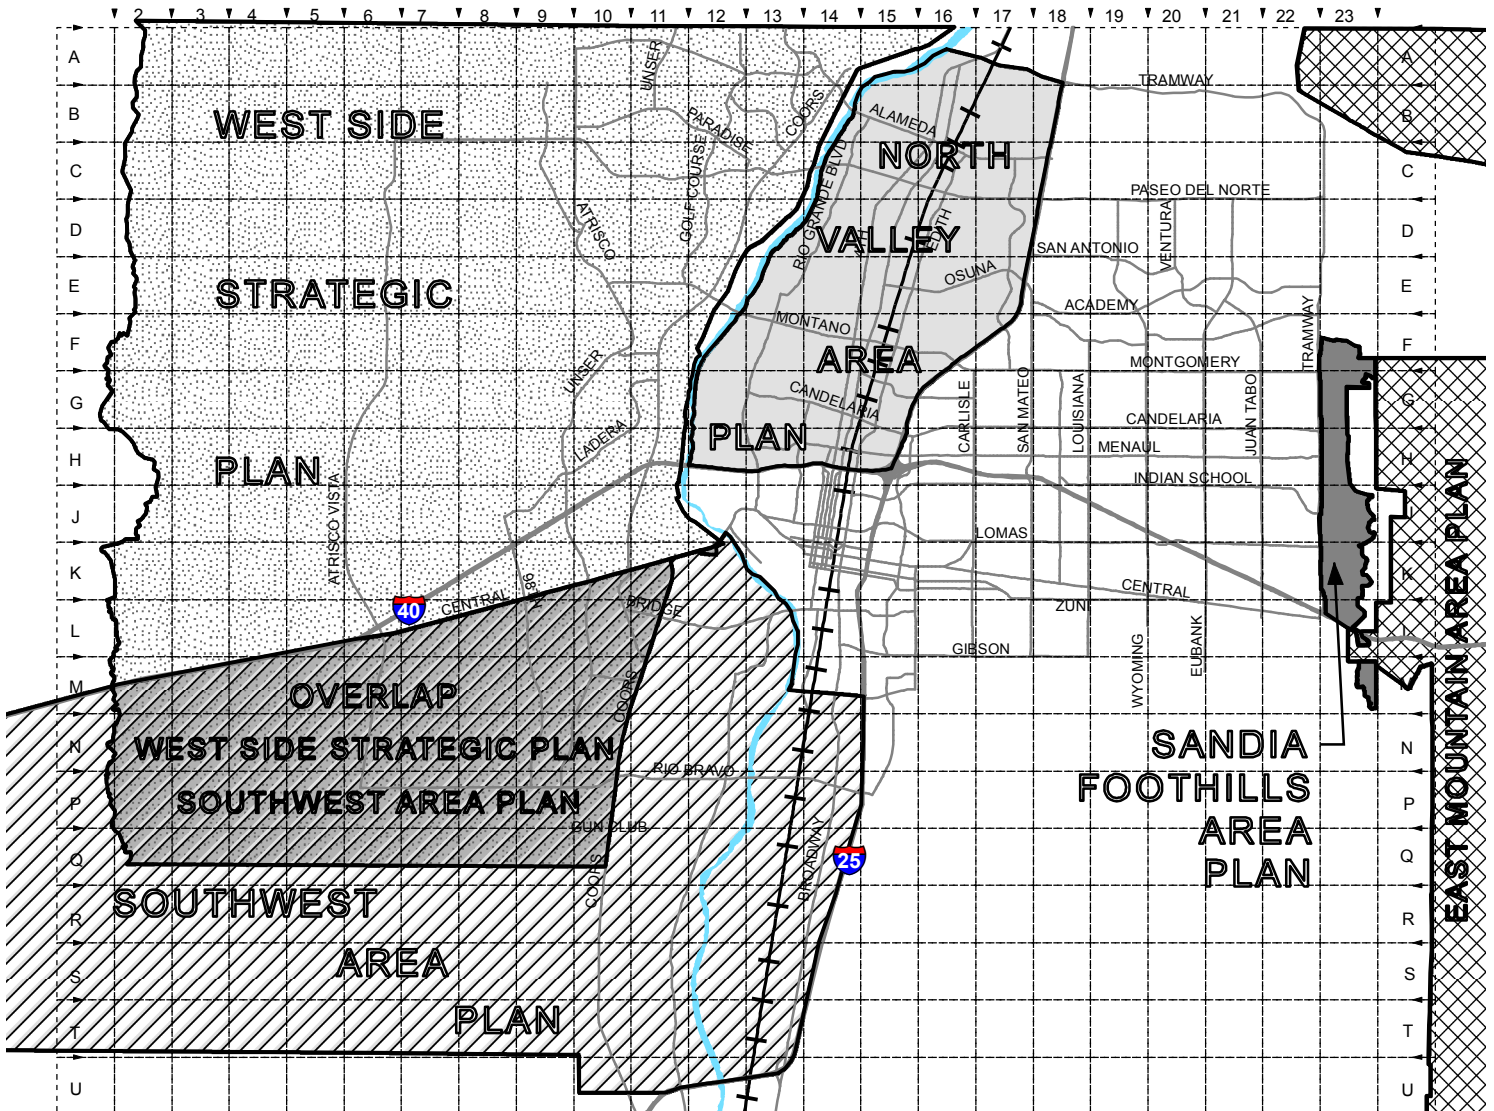 2 3 4 5 6 7 8 9 10 11 12 13 14 15 16 17 18 19 20 21 22 23
A A
UNSER
TRAMWAY
B B
WEST SIDE
PARADISE
COORS
ALAMEDA
NORTH
C C
GOLF COURSE
RIO GRANDE BLVD
PASEO DEL NORTE
D D
ATRISCO
VALLEY
4TH
EDITH
SAN ANTONIO
VENTURA
E E
STRATEGIC
OSUNA
ACADEMY
MONTANO
TRAMWAY
F F
AREA
MONTGOMERY
UNSER
G G
CANDELARIA
CARLISLE
SAN MATEO
LOUISIANA
CANDELARIA
JUAN TABO
LADERA
PLAN
MENAUL
H H
PLAN
INDIAN SCHOOL
ATRISCO VISTA
J
LOMAS
K K
98TH
CENTRAL
40
CENTRAL
BRIDGE
ZUNI
L
GIBSON
WYOMING
EUBANK
EAST MOUNTAIN AREA PLAN
M
OVERLAP
COORS
N N
WEST SIDE STRATEGIC PLAN
SANDIA
RIO BRAVO
FOOTHILLS
P P
SOUTHWEST AREA PLAN
GUN CLUB
AREA
Q Q
BROADWAY
25
PLAN
COORS
SOUTHWEST
R R
AREA
S S
PLAN
T T
U U